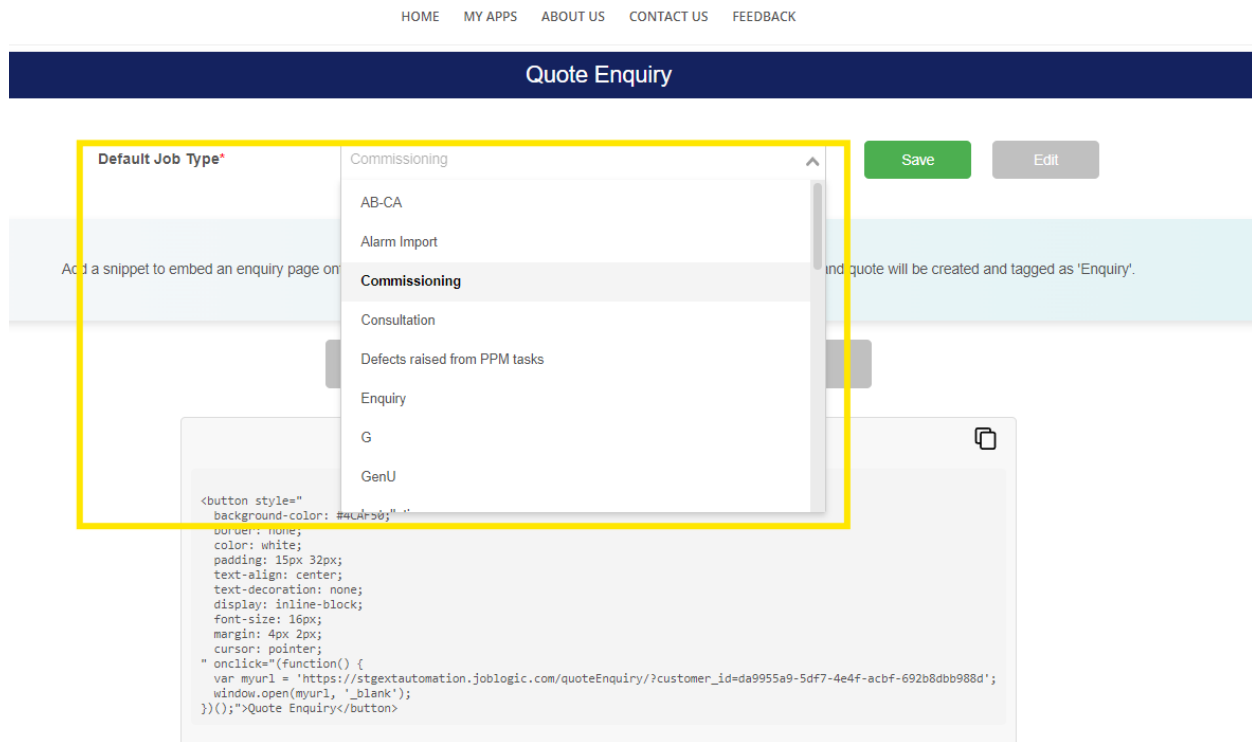 HOME MY APPS ABOUT US CONTACT US FEEDBACK
Quote Enquiry
Default Job Type*
Commissioning
Save
Edit
AB-CA
Alarm Import
Commissioning
Consultation
Defects raised from PPM tasks
Enquiry
G
GenU
Add a snippet to embed an enquiry page
and quote will be created and tagged as 'Enquiry'.
<button style="
background-color: #4CAF50;"
border: none;
color: white;
padding: 15px 32px;
text-align: center;
text-decoration: none;
display: inline-block;
font-size: 16px;
margin: 4px 2px;
cursor: pointer;
" onclick="(function() {
var myurl = 'https://stgextautomation.joblogic.com/quoteEnquiry/?customer_id=da9955a9-5df7-4e4f-acbf-692b8dbb988d';
window.open(myurl, '_blank');
})();">Quote Enquiry</button>